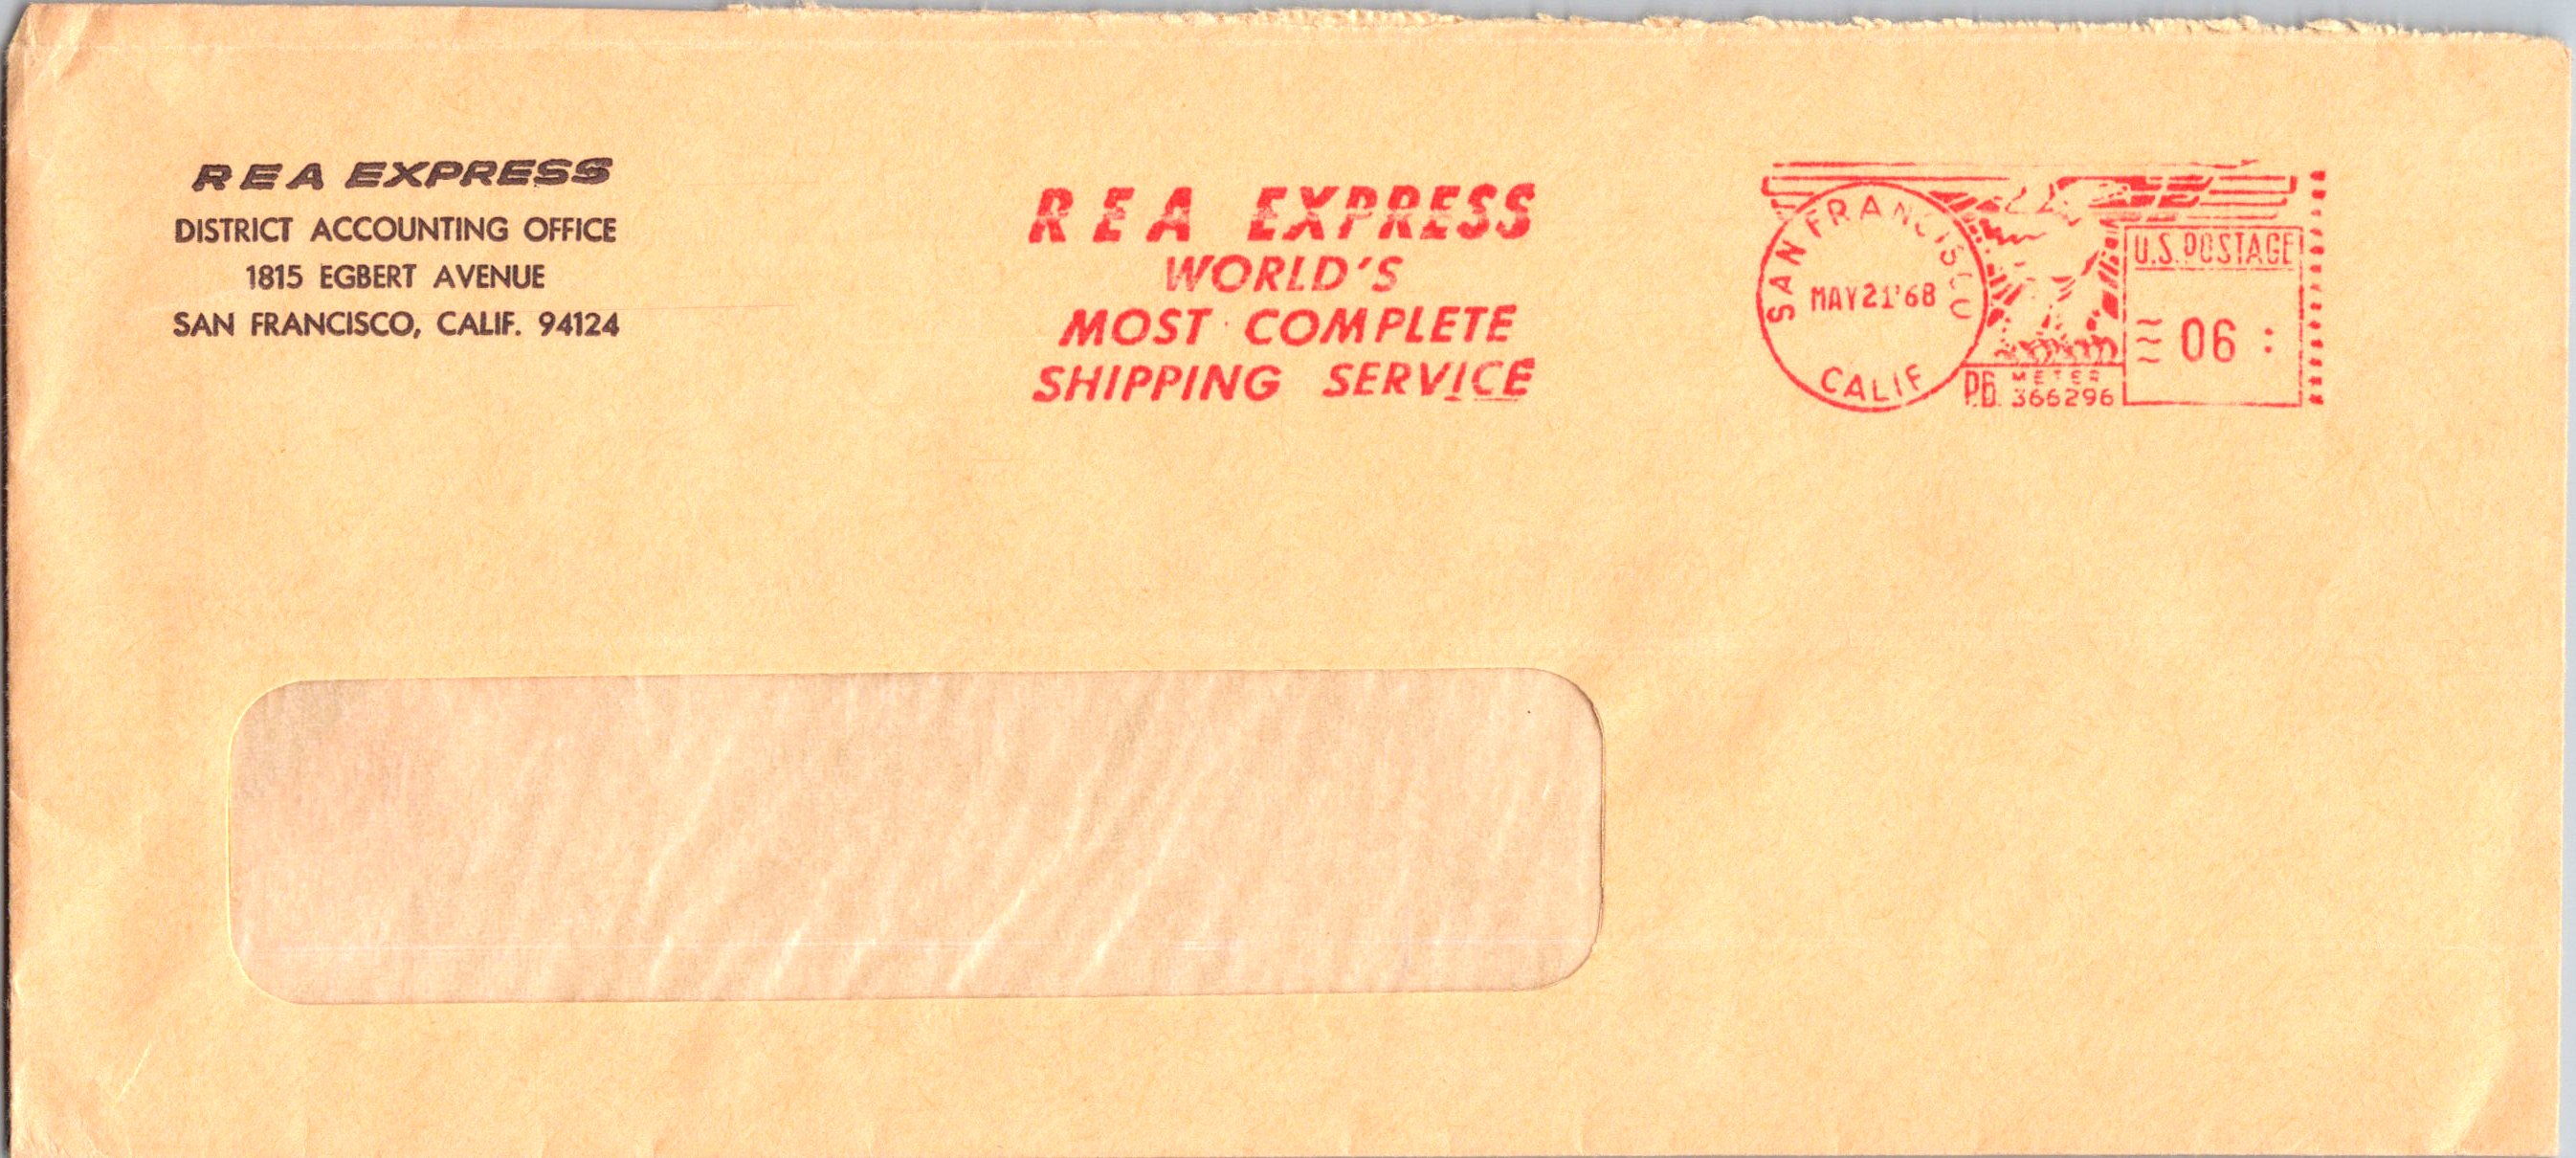 REA EXPRESS
DISTRICT ACCOUNTING OFFICE
1815 EGBERT AVENUE
SAN FRANCISCO, CALIF. 94124
REA EXPRESS
WORLD'S
MOST COMPLETE
SHIPPING SERVICE
SAN FRANCISCO
MAY 21 '68
CALIF
P.B. METER
366296
U.S. POSTAGE
06